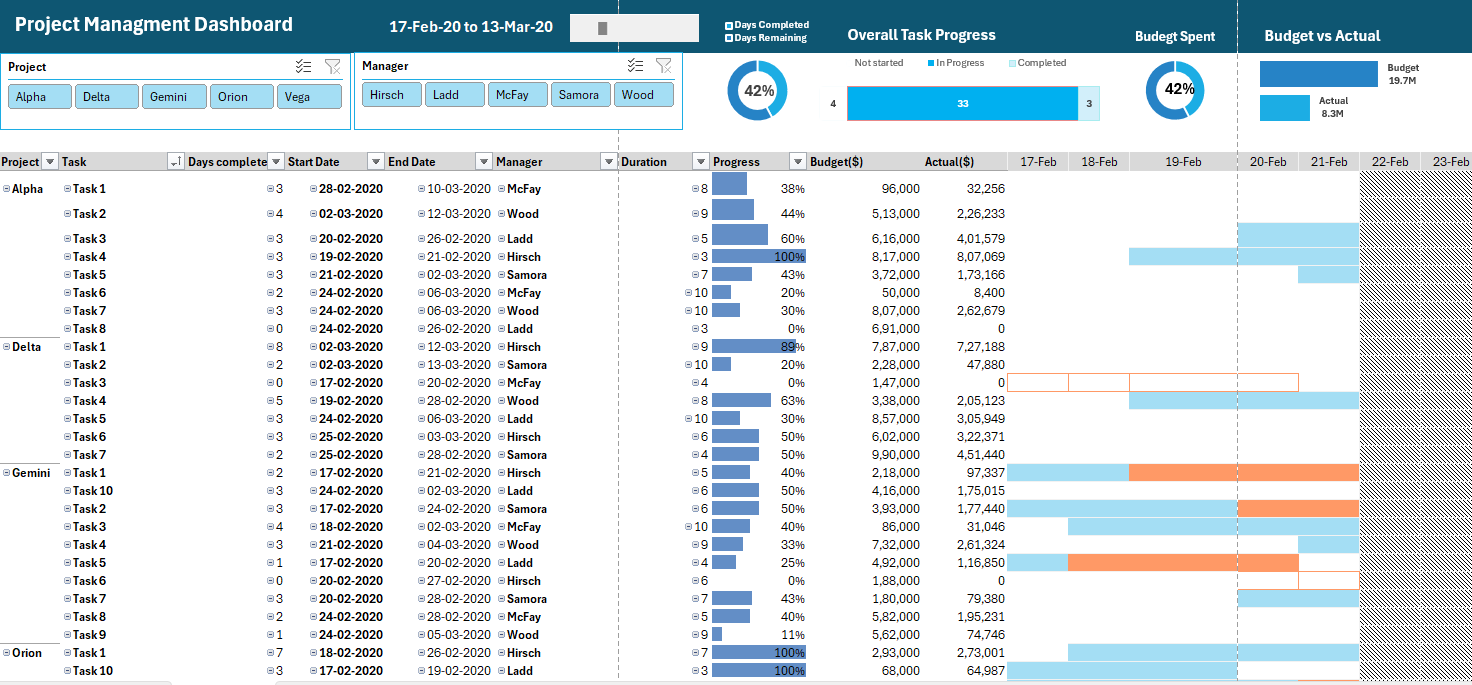 Project Managment Dashboard
17-Feb-20 to 13-Mar-20
Days Completed
Days Remaining
Overall Task Progress
Budegt Spent
Budget vs Actual
Project
Alpha Delta Gemini Orion Vega
Manager
Hirsch Ladd McFay Samora Wood
42%
Not started In Progress Completed
4 33 3
42%
Budget
19.7M
Actual
8.3M
Project Task Days complete Start Date End Date Manager Duration Progress Budget($) Actual($) 17-Feb 18-Feb 19-Feb 20-Feb 21-Feb 22-Feb 23-Feb
Alpha Task 1 3 28-02-2020 10-03-2020 McFay 8 38% 96,000 32,256
Task 2 4 02-03-2020 12-03-2020 Wood 9 44% 5,13,000 2,26,233
Task 3 3 20-02-2020 26-02-2020 Ladd 5 60% 6,16,000 4,01,579
Task 4 3 19-02-2020 21-02-2020 Hirsch 3 100% 8,17,000 8,07,069
Task 5 3 21-02-2020 02-03-2020 Samora 7 43% 3,72,000 1,73,166
Task 6 2 24-02-2020 06-03-2020 McFay 10 20% 50,000 8,400
Task 7 3 24-02-2020 06-03-2020 Wood 10 30% 8,07,000 2,62,679
Task 8 0 24-02-2020 26-02-2020 Ladd 3 0% 6,91,000 0
Delta Task 1 8 02-03-2020 12-03-2020 Hirsch 9 89% 7,87,000 7,27,188
Task 2 2 02-03-2020 13-03-2020 Samora 10 20% 2,28,000 47,880
Task 3 0 17-02-2020 20-02-2020 McFay 4 0% 1,47,000 0
Task 4 5 19-02-2020 28-02-2020 Wood 8 63% 3,38,000 2,05,123
Task 5 3 24-02-2020 06-03-2020 Ladd 10 30% 8,57,000 3,05,949
Task 6 3 25-02-2020 03-03-2020 Hirsch 6 50% 6,02,000 3,22,371
Task 7 2 25-02-2020 28-02-2020 Samora 4 50% 9,90,000 4,51,440
Gemini Task 1 2 17-02-2020 21-02-2020 Hirsch 5 40% 2,18,000 97,337
Task 10 3 24-02-2020 02-03-2020 Ladd 6 50% 4,16,000 1,75,015
Task 2 3 17-02-2020 24-02-2020 Samora 6 50% 3,93,000 1,77,440
Task 3 4 18-02-2020 02-03-2020 McFay 10 40% 86,000 31,046
Task 4 3 21-02-2020 04-03-2020 Wood 9 33% 7,32,000 2,61,324
Task 5 1 17-02-2020 20-02-2020 Ladd 4 25% 4,92,000 1,16,850
Task 6 0 20-02-2020 27-02-2020 Hirsch 6 0% 1,88,000 0
Task 7 3 20-02-2020 28-02-2020 Samora 7 43% 1,80,000 79,380
Task 8 2 24-02-2020 28-02-2020 McFay 5 40% 5,82,000 1,95,231
Task 9 1 24-02-2020 05-03-2020 Wood 9 11% 5,62,000 74,746
Orion Task 1 7 18-02-2020 26-02-2020 Hirsch 7 100% 2,93,000 2,73,001
Task 10 3 17-02-2020 19-02-2020 Ladd 3 100% 68,000 64,987